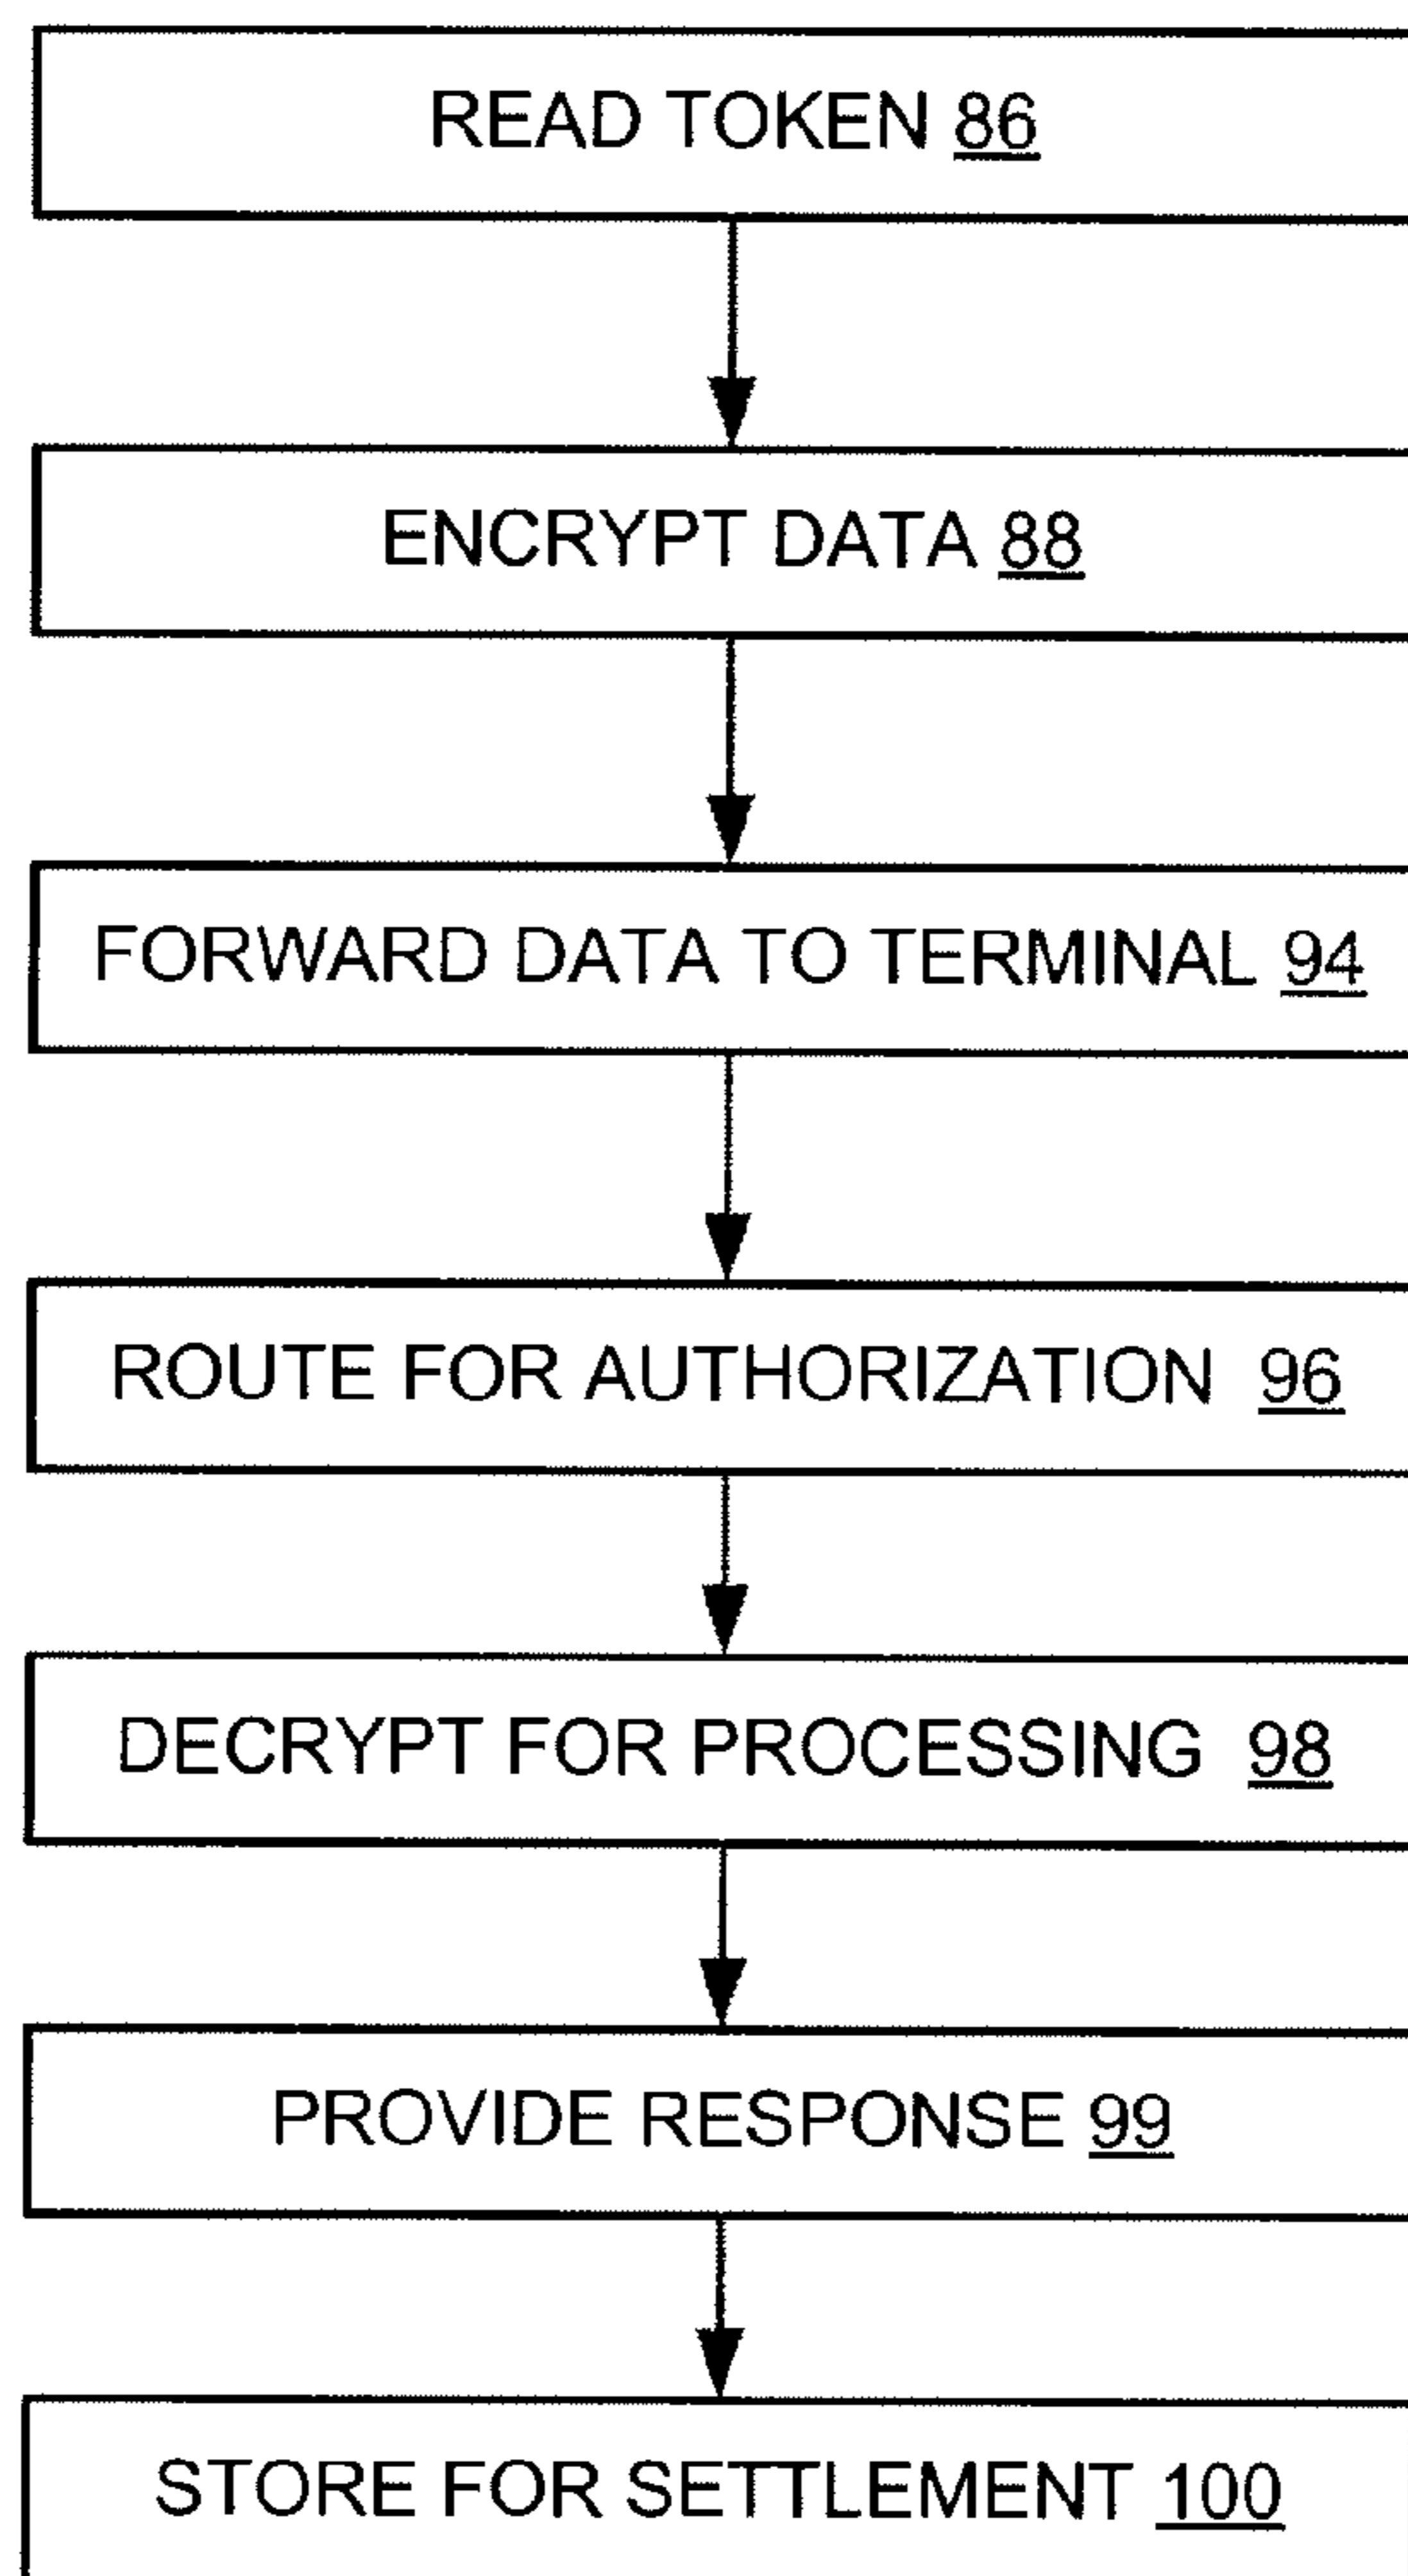 READ TOKEN 86
ENCRYPT DATA 88
FORWARD DATA TO TERMINAL 94
ROUTE FOR AUTHORIZATION 96
DECRYPT FOR PROCESSING 98
PROVIDE RESPONSE 99
STORE FOR SETTLEMENT 100